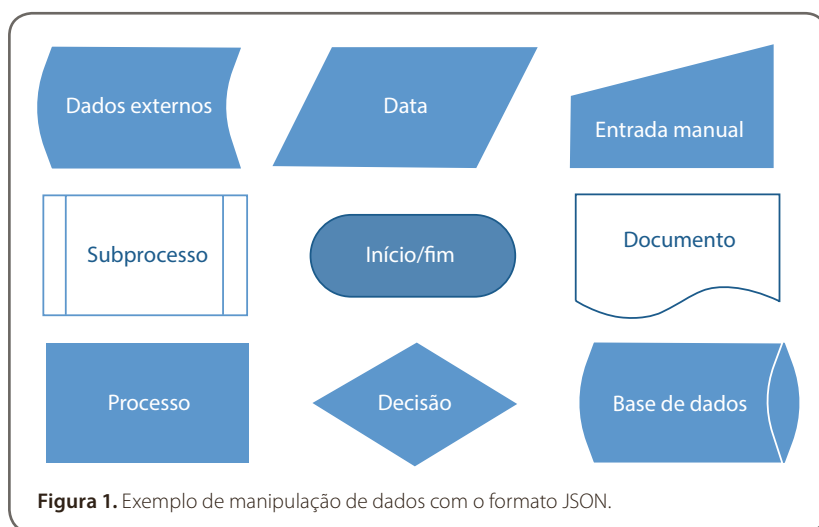 Dados externos
Data
Entrada manual
Subprocesso
Início/fim
Documento
Processo
Decisão
Base de dados
Figura 1. Exemplo de manipulação de dados com o formato JSON.